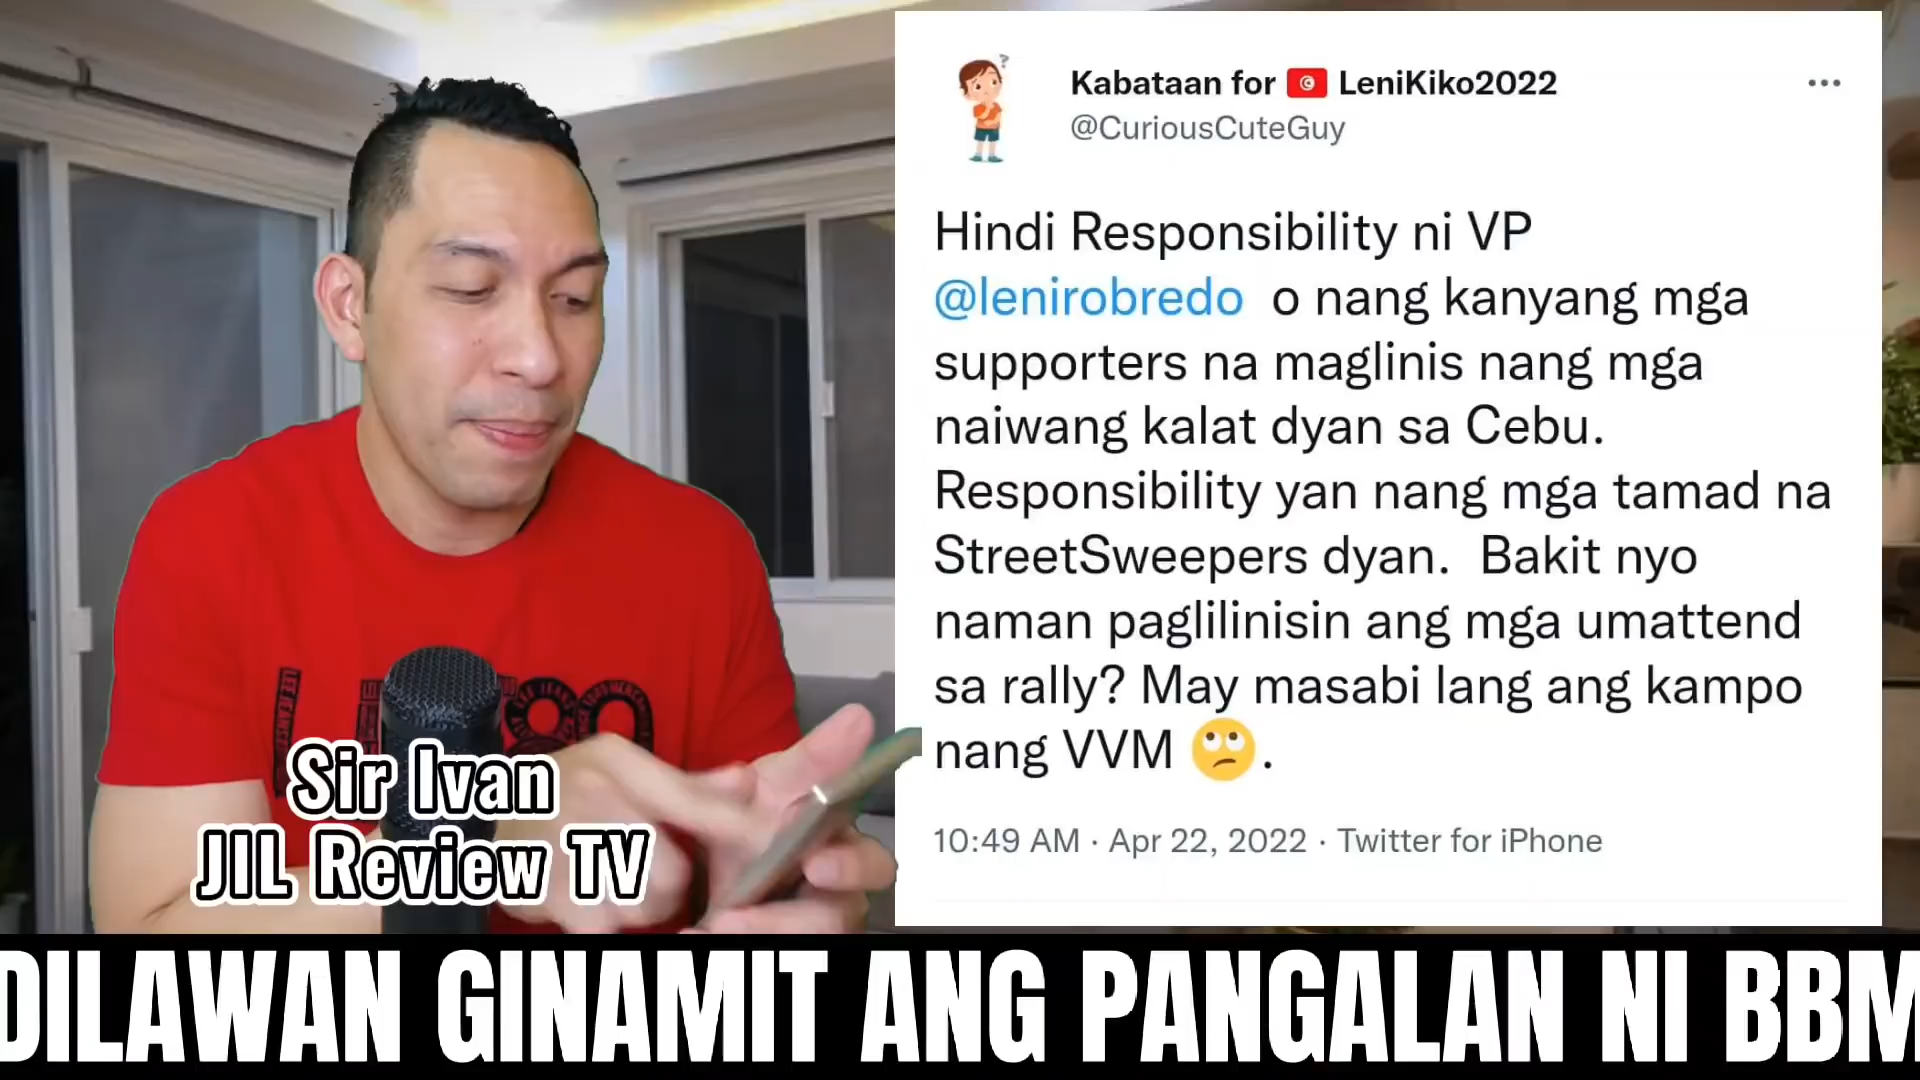 Kabataan for LeniKiko2022
@CuriousCuteGuy
Hindi Responsibility ni VP
@lenirobredo o nang kanyang mga
supporters na maglinis nang mga
naiwang kalat dyan sa Cebu.
Responsibility yan nang mga tamad na
StreetSweepers dyan. Bakit nyo
naman paglilinisin ang mga umattend
sa rally? May masabi lang ang kampo
nang VVM 🙄.
10:49 AM · Apr 22, 2022 · Twitter for iPhone
Sir Ivan
JIL Review TV
DILAWAN GINAMIT ANG PANGALAN NI BBM